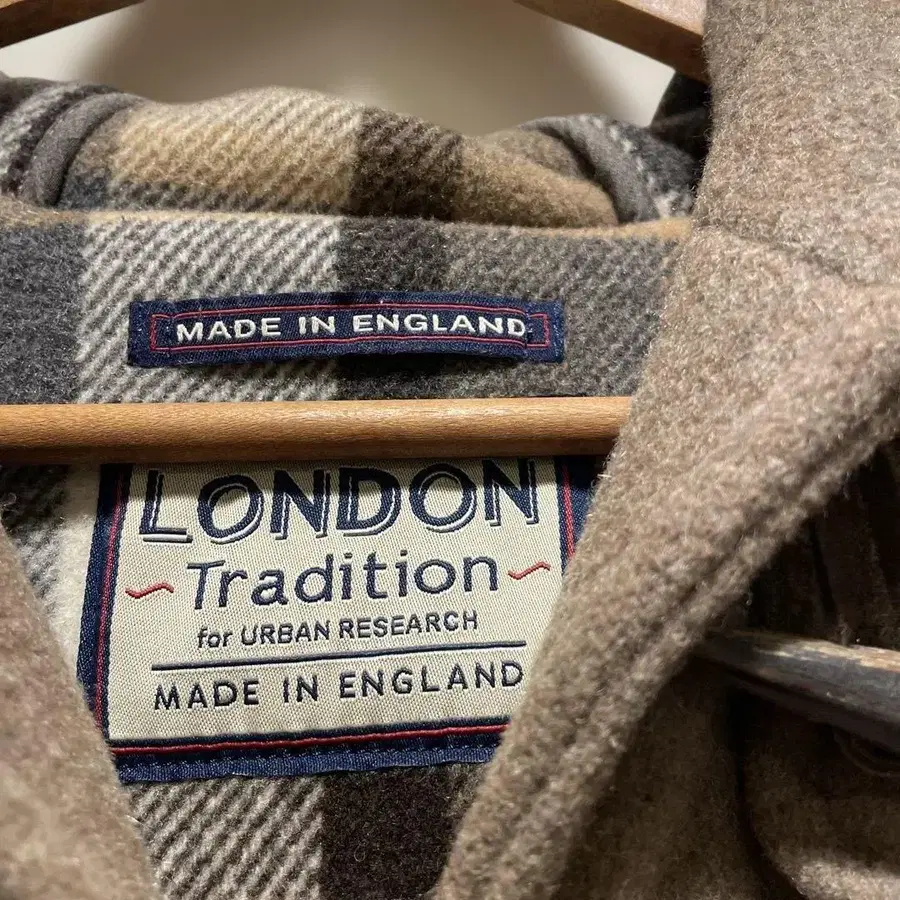 MADE IN ENGLAND
LONDON
Tradition
for URBAN RESEARCH
MADE IN ENGLAND